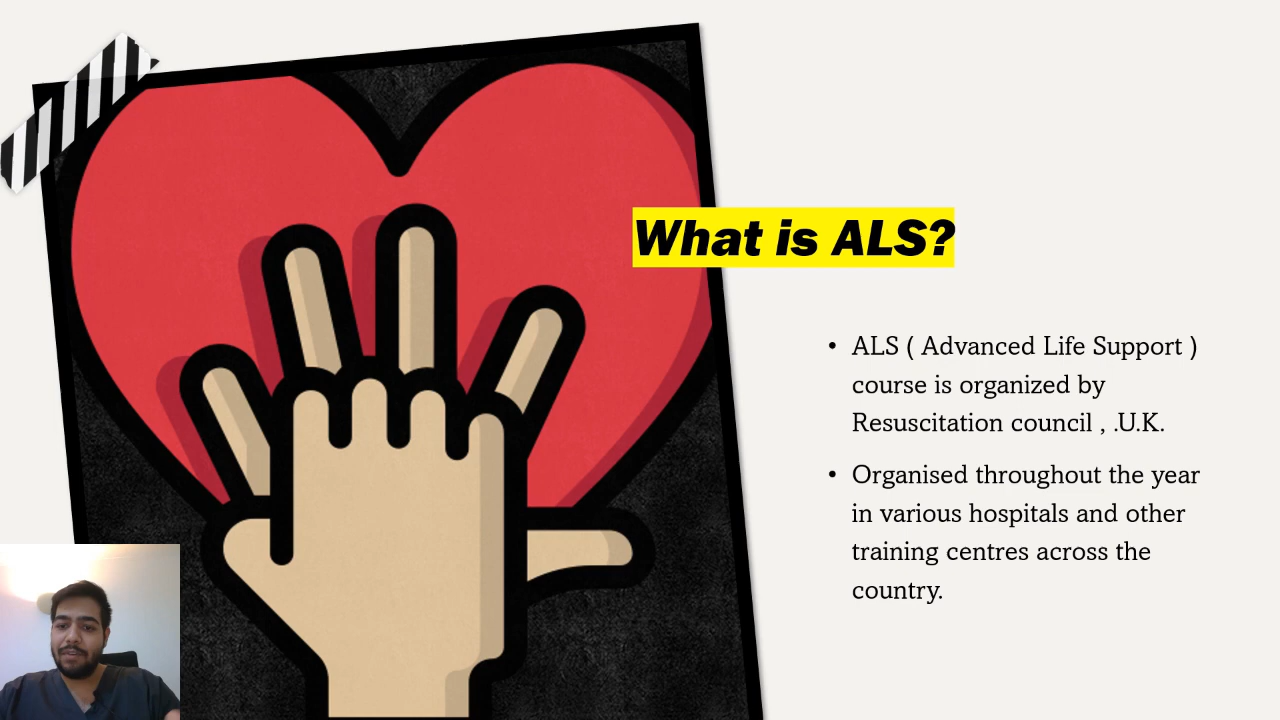 What is ALS?
• ALS ( Advanced Life Support )
course is organized by
Resuscitation council , .U.K.
• Organised throughout the year
in various hospitals and other
training centres across the
country.